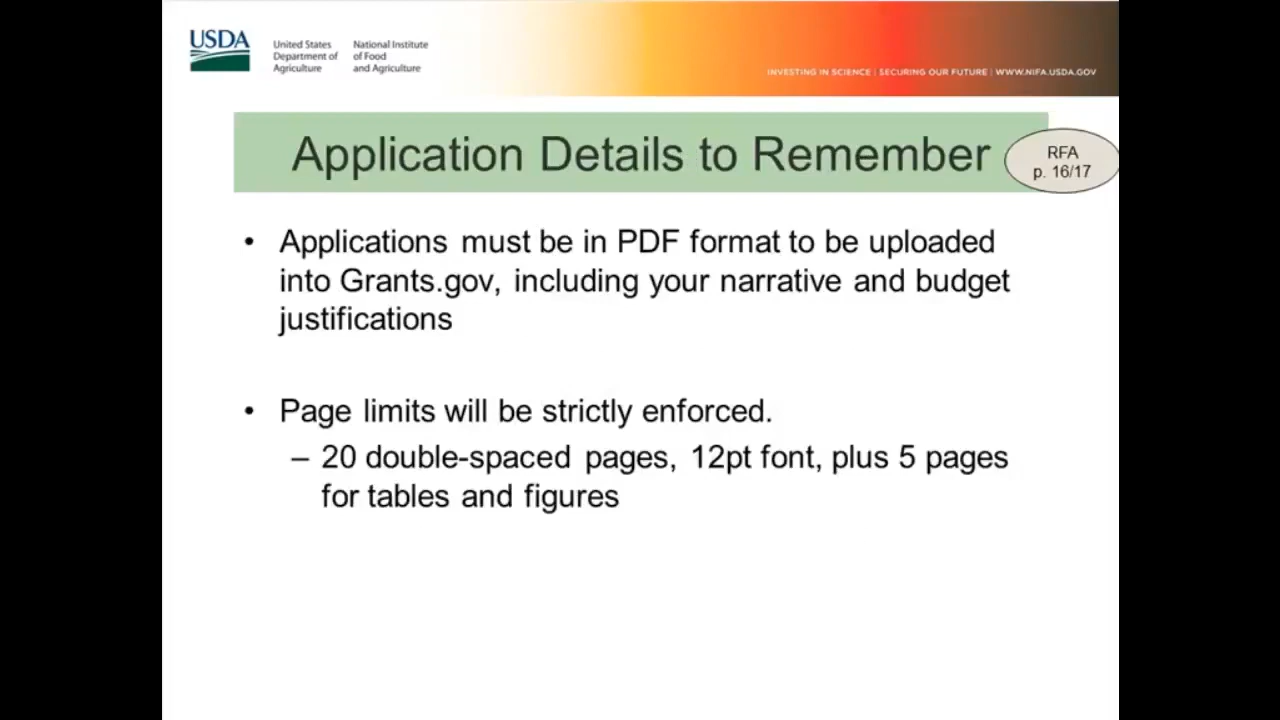 USDA
United States
Department of
Agriculture
National Institute
of Food
and Agriculture
INVESTING IN SCIENCE | SECURING OUR FUTURE | WWW.NIFA.USDA.GOV
Application Details to Remember
RFA
p. 16/17
• Applications must be in PDF format to be uploaded
into Grants.gov, including your narrative and budget
justifications
• Page limits will be strictly enforced.
– 20 double-spaced pages, 12pt font, plus 5 pages
for tables and figures